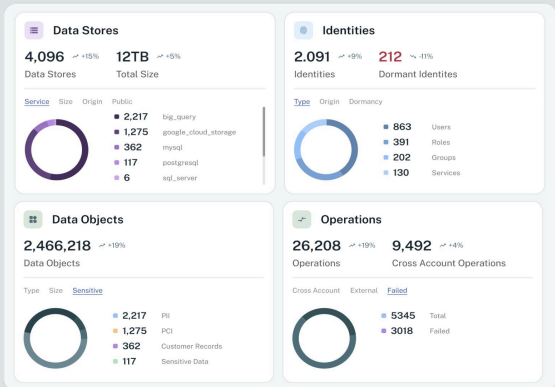 Data Stores
4,096 +15% 12TB +5%
Data Stores Total Size
Service Size Origin Public
2,217 big_query
1,275 google_cloud_storage
362 mysql
117 postgresql
6 sql_server
Identities
2.091 +9% 212 -11%
Identities Dormant Identites
Type Origin Dormancy
863 Users
391 Roles
202 Groups
130 Services
Data Objects
2,466,218 +19%
Data Objects
Type Size Sensitive
2,217 PII
1,275 PCI
362 Customer Records
117 Sensitive Data
Operations
26,208 +19% 9,492 +4%
Operations Cross Account Operations
Cross Account External Failed
5345 Total
3018 Failed